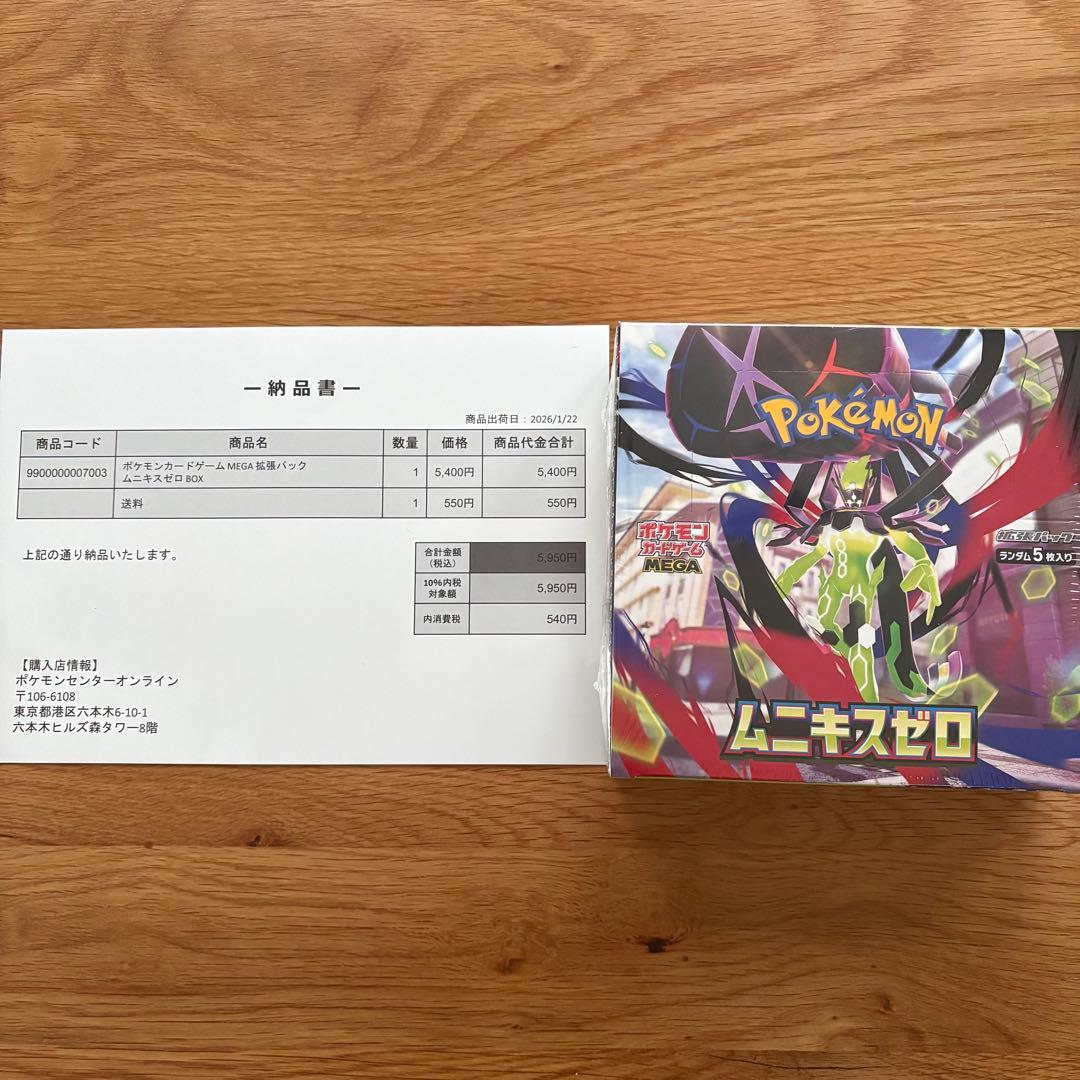 ー納品書ー
商品出荷日：2026/1/22
商品コード 商品名 数量 価格 商品代金合計
9900000007003 ポケモンカードゲーム MEGA 拡張パック
ムニキスゼロ BOX 1 5,400円 5,400円
送料 1 550円 550円
上記の通り納品いたします。
合計金額
（税込） 5,950円
10%内税
対象額 5,950円
内消費税 540円
【購入店情報】
ポケモンセンターオンライン
〒106-6108
東京都港区六本木6-10-1
六本木ヒルズ森タワー8階
POKéMON
ポケモン
カードゲーム
MEGA
拡張パック
ランダム5枚入り
ムニキスゼロ